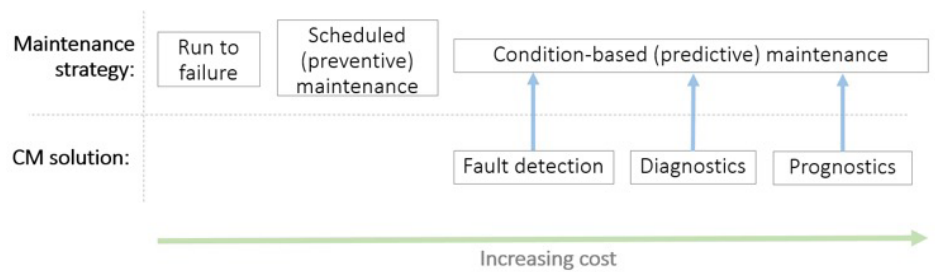 Maintenance
strategy:
Run to
failure
Scheduled
(preventive)
maintenance
Condition-based (predictive) maintenance
CM solution:
Fault detection
Diagnostics
Prognostics
Increasing cost